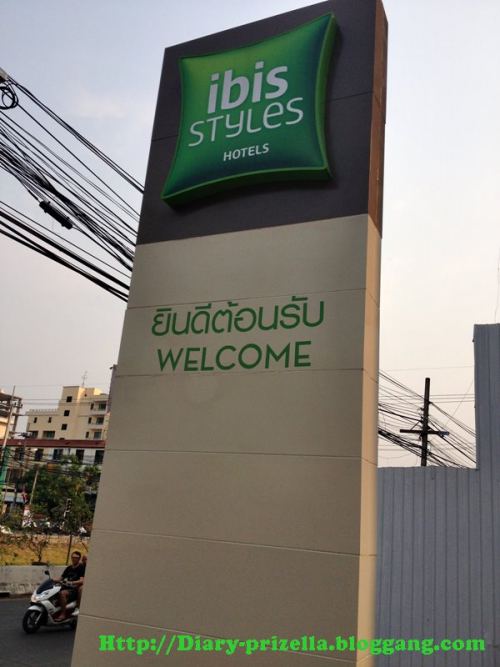 ibis
STYLES
HOTELS
ยินดีต้อนรับ
WELCOME
Http://Diary-prizella.bloggang.com